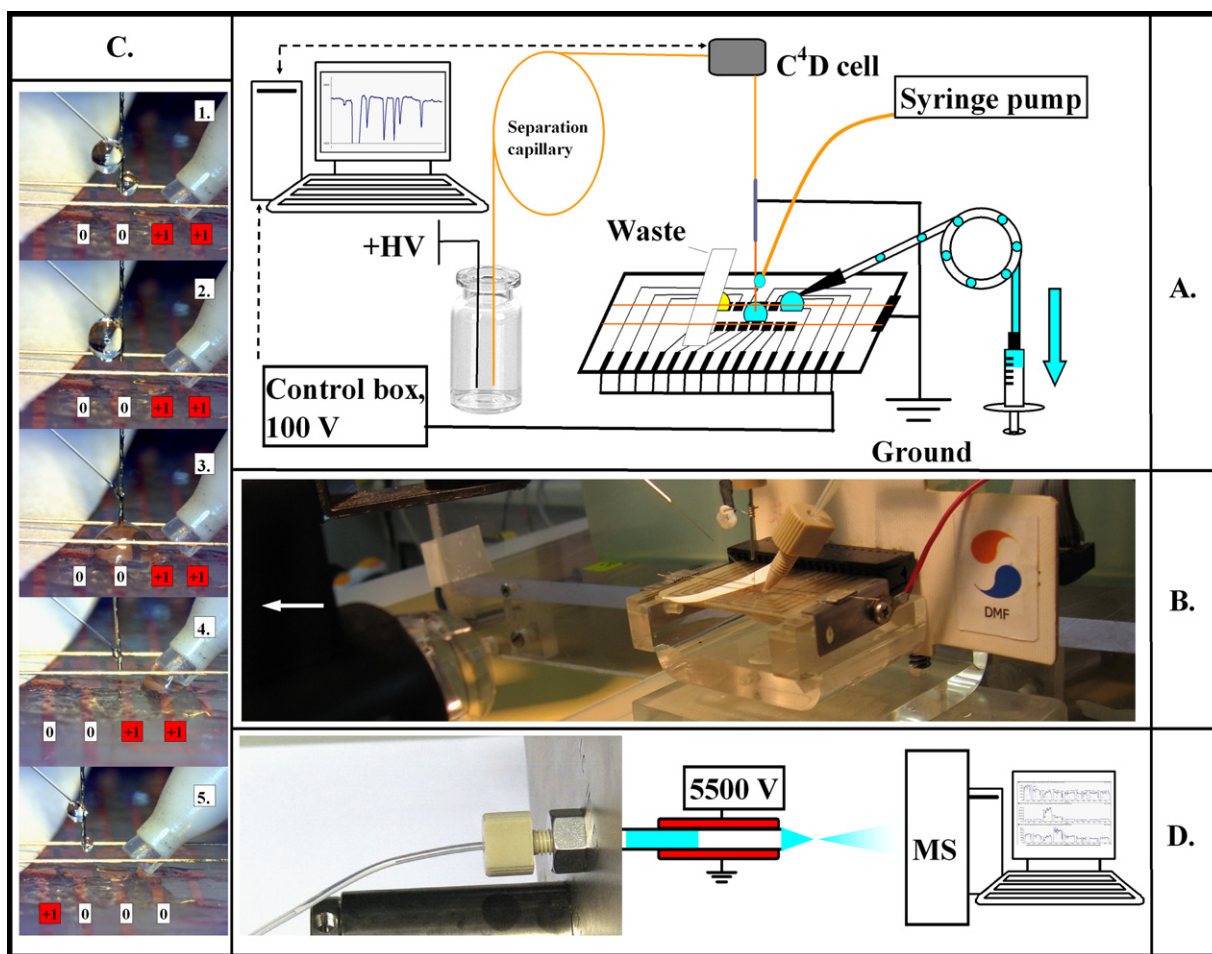 C.
1.
0 0 +1 +1
2.
0 0 +1 +1
3.
0 0 +1 +1
4.
0 0 +1 +1
5.
+1 0 0 0
C⁴D cell
Syringe pump
Separation
capillary
Waste
+HV
Control box,
100 V
Ground
A.
DMF
B.
5500 V
MS
D.